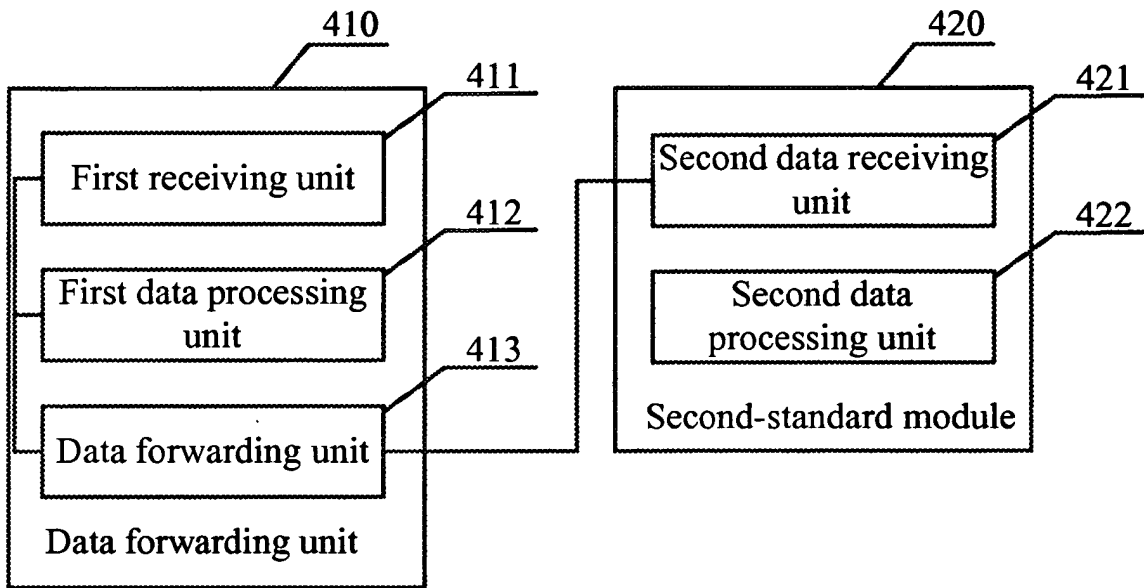 410
411
First receiving unit
412
First data processing
unit
413
Data forwarding unit
Data forwarding unit
420
421
Second data receiving
unit
422
Second data
processing unit
Second-standard module